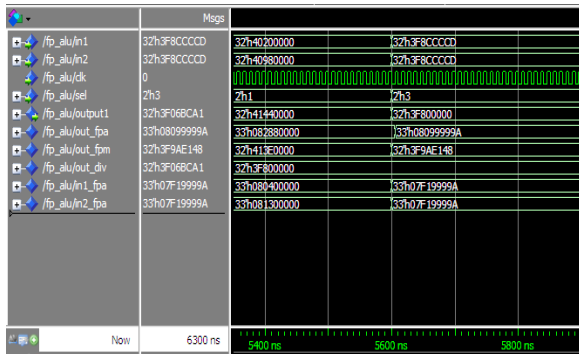 Msgs
/fp_alu/in1 32'h3F8CCCCD 32'h40200000 32'h3F8CCCCD
/fp_alu/in2 32'h3F8CCCCD 32'h40980000 32'h3F8CCCCD
/fp_alu/clk 0
/fp_alu/sel 2'h3 2'h1 2'h3
/fp_alu/output1 32'h3F06BCA1 32'h41440000 32'h3F800000
/fp_alu/out_fpa 33'h08099999A 33'h082880000 33'h08099999A
/fp_alu/out_fpm 32'h3F9AE148 32'h413E0000 32'h3F9AE148
/fp_alu/out_div 32'h3F06BCA1 32'h3F800000
/fp_alu/in1_fpa 33'h07F19999A 33'h080400000 33'h07F19999A
/fp_alu/in2_fpa 33'h07F19999A 33'h081300000 33'h07F19999A
Now 6300 ns 5400 ns 5600 ns 5800 ns